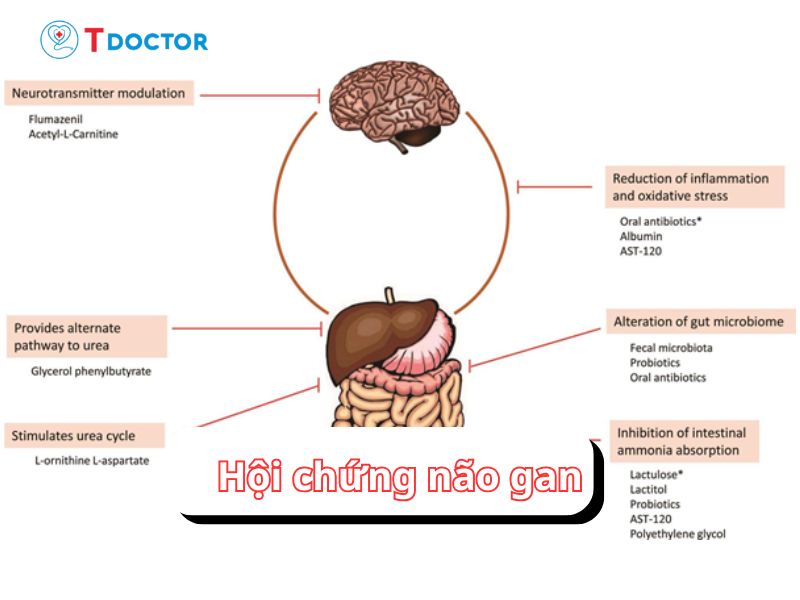 T DOCTOR
Neurotransmitter modulation
Flumazenil
Acetyl-L-Carnitine
Reduction of inflammation
and oxidative stress
Oral antibiotics*
Albumin
AST-120
Provides alternate
pathway to urea
Glycerol phenylbutyrate
Alteration of gut microbiome
Fecal microbiota
Probiotics
Oral antibiotics
Stimulates urea cycle
L-ornithine L-aspartate
Inhibition of intestinal
ammonia absorption
Lactulose*
Lactitol
Probiotics
AST-120
Polyethylene glycol
Hội chứng não gan